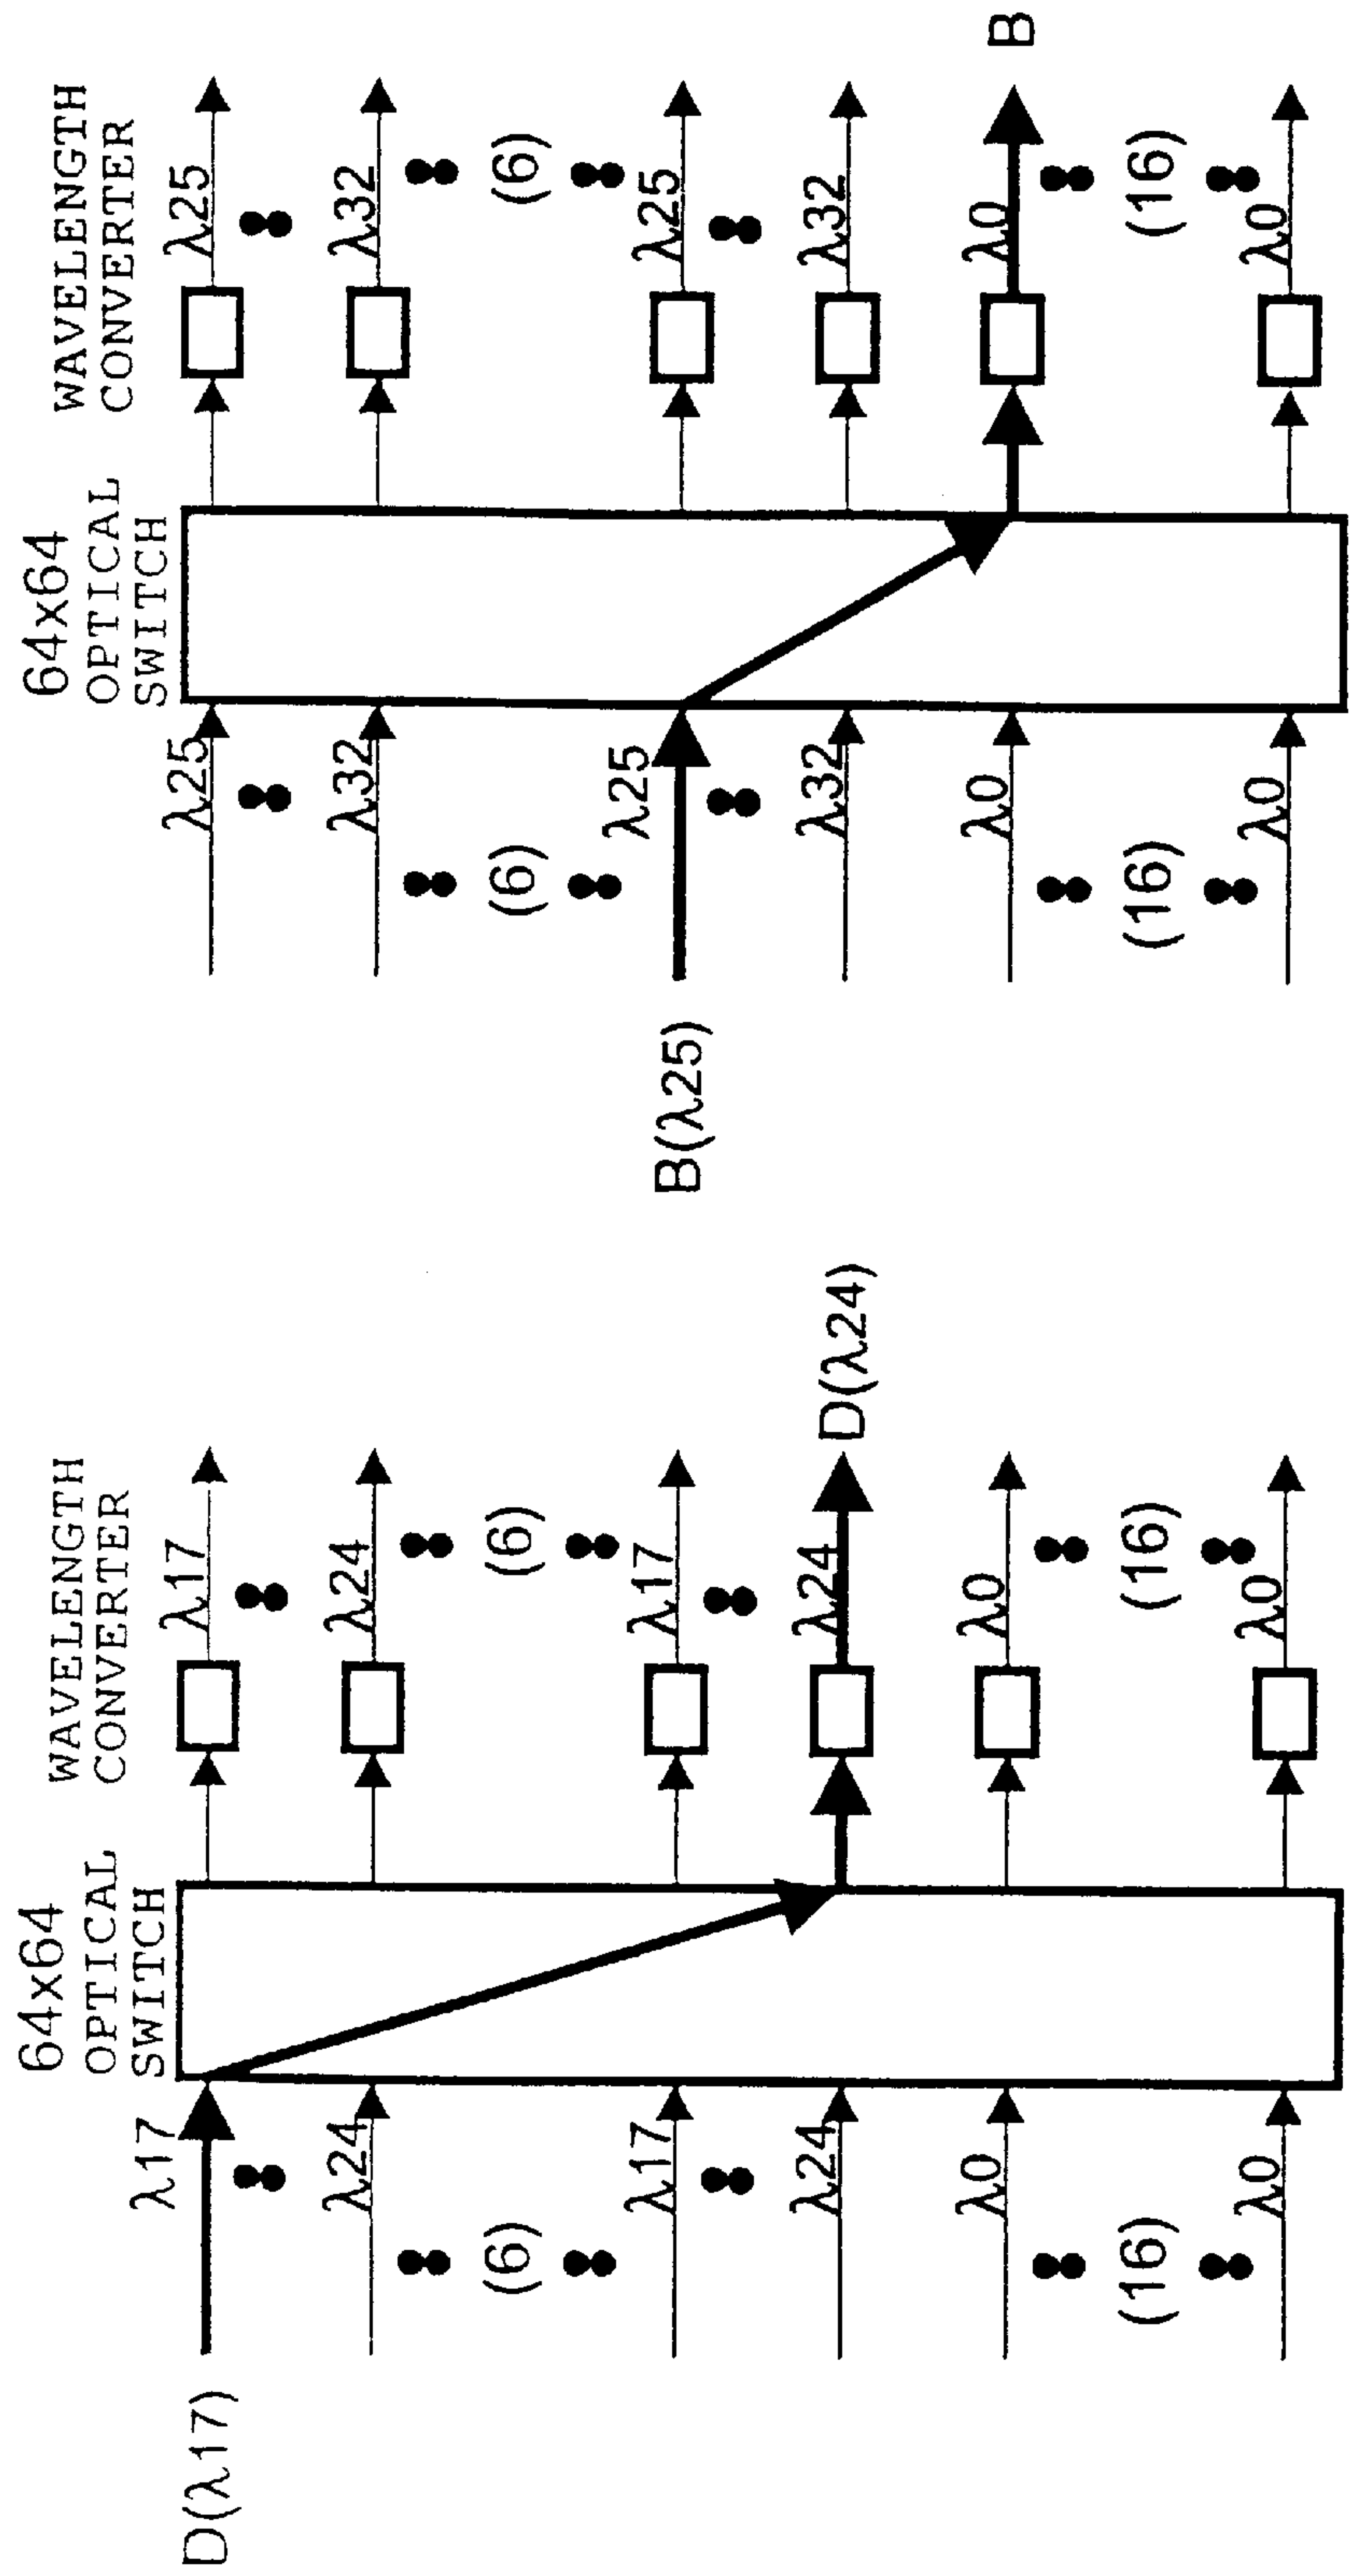 64x64
OPTICAL
SWITCH
WAVELENGTH
CONVERTER
D(λ17)
λ17
λ24
(6)
λ17
λ24
λ0
(16)
λ0
λ17
λ24
(6)
λ17
λ24
D(λ24)
λ0
(16)
λ0
64x64
OPTICAL
SWITCH
WAVELENGTH
CONVERTER
λ25
λ32
(6)
B(λ25)
λ25
λ32
λ0
(16)
λ0
λ25
λ32
(6)
λ25
λ32
λ0
B
(16)
λ0